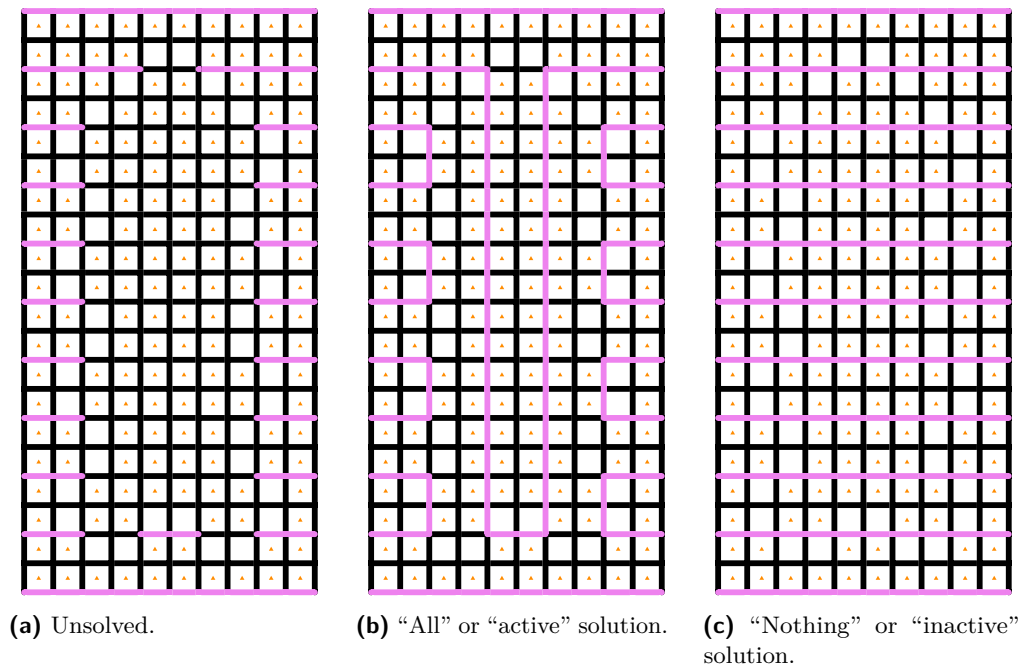 (a) Unsolved.
(b) “All” or “active” solution.
(c) “Nothing” or “inactive”
solution.